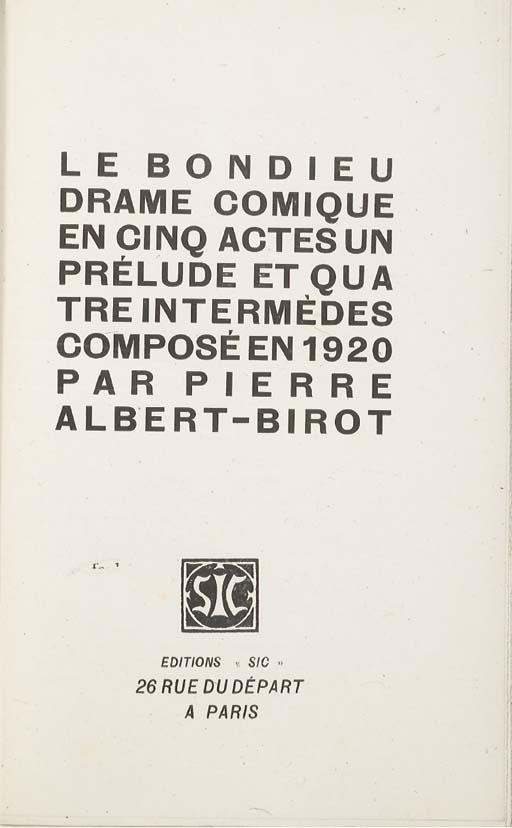 LE BONDIEU
DRAME COMIQUE
EN CINQ ACTES UN
PRÉLUDE ET QUA
TRE INTERMÈDES
COMPOSÉ EN 1920
PAR PIERRE
ALBERT-BIROT
SIC
EDITIONS « SIC »
26 RUE DU DÉPART
A PARIS